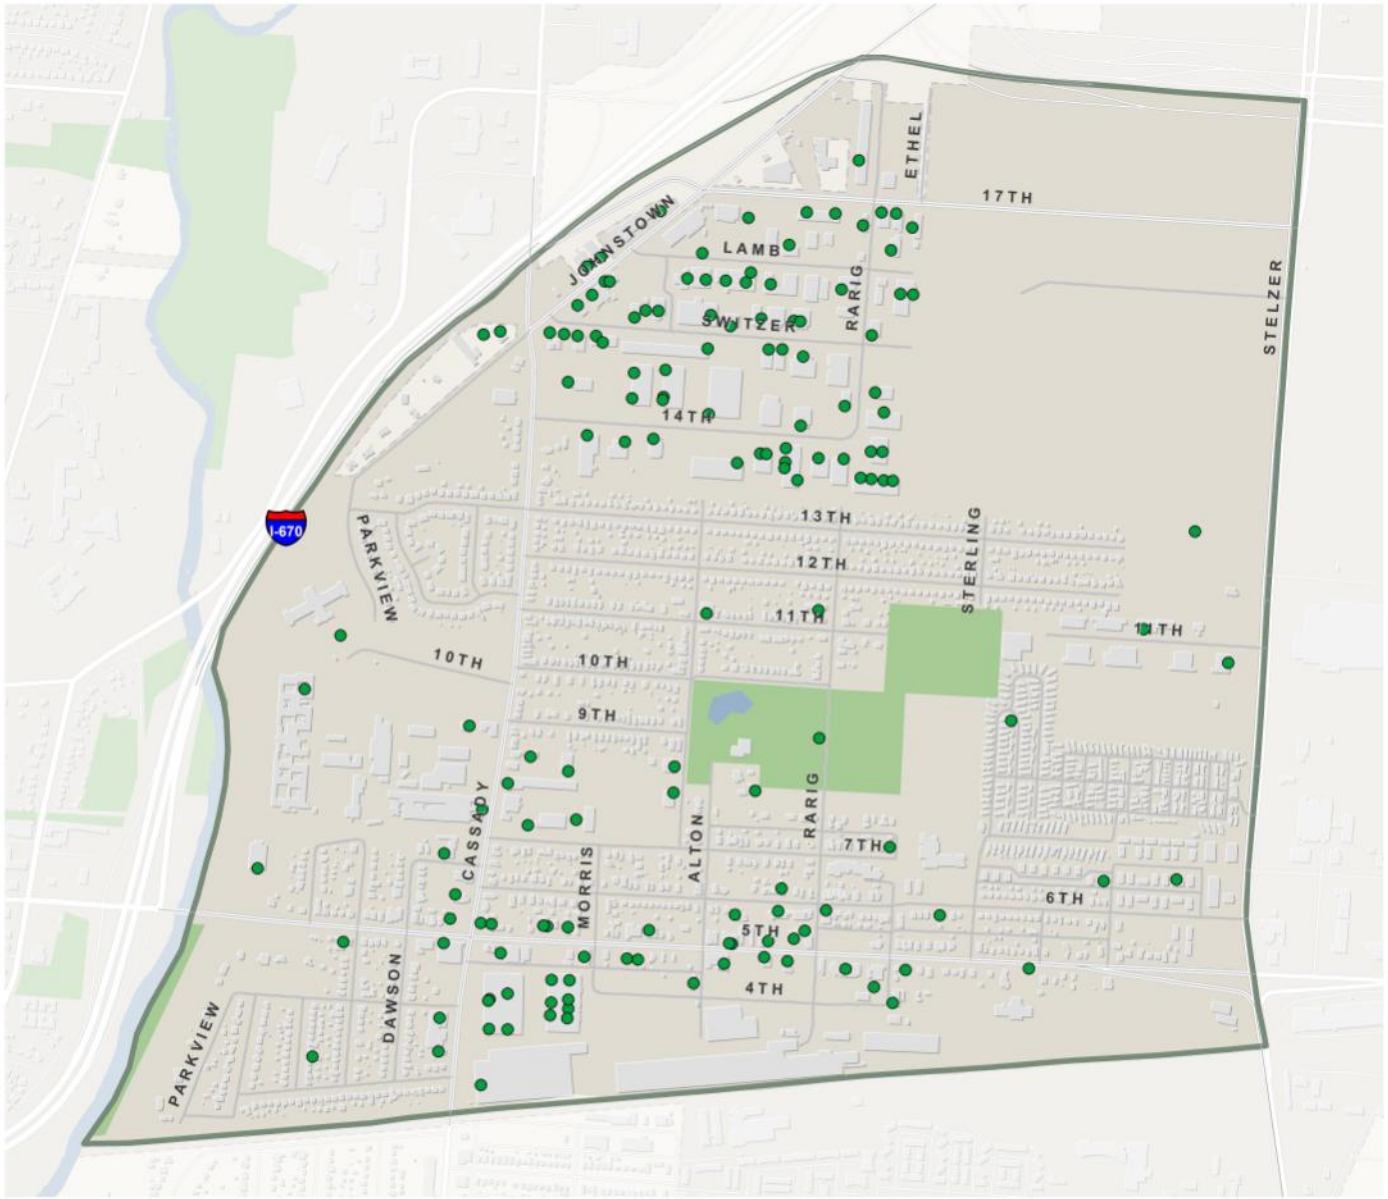 ETHEL
17TH
JOHNSTOWN
LAMB
RARIG
STELZER
SWITZER
14TH
I-670
PARKVIEW
13TH
12TH
STERLING
11TH
11TH
10TH
10TH
9TH
CASSADY
RARIG
ALTON
7TH
MORRIS
6TH
5TH
DAWSON
4TH
PARKVIEW